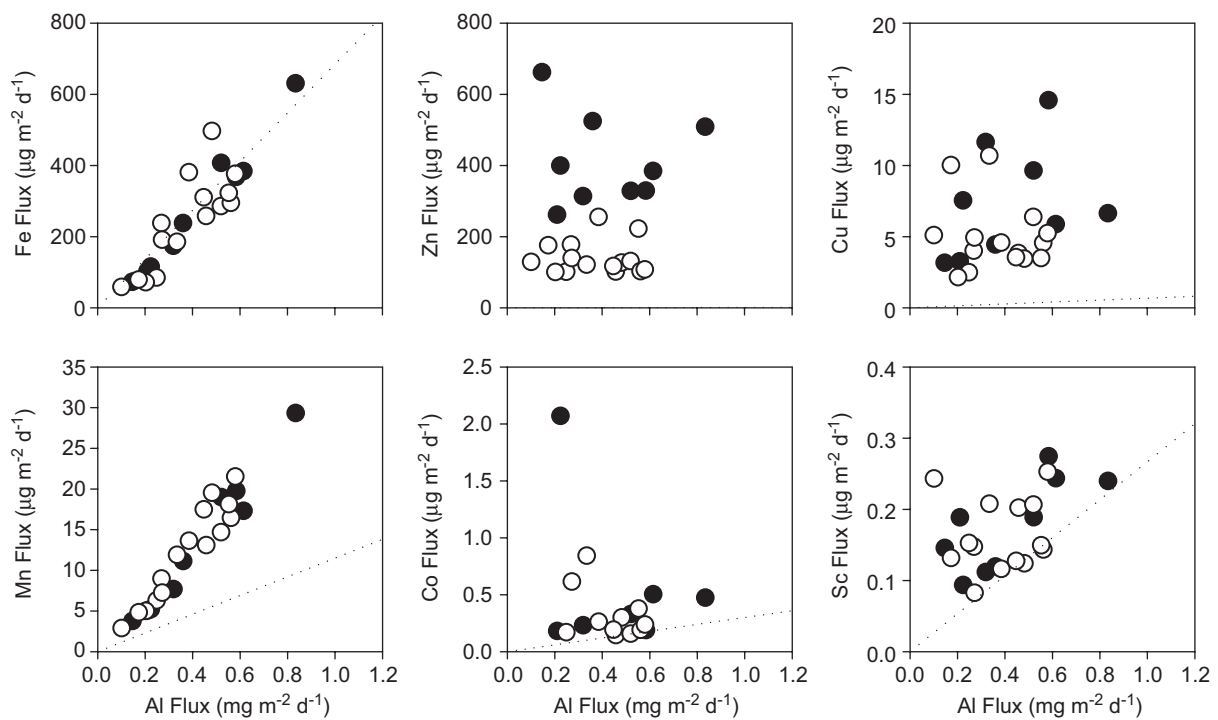 800
600
400
200
0
Fe Flux (μg m-2 d-1)
800
600
400
200
0
Zn Flux (μg m-2 d-1)
20
15
10
5
0
Cu Flux (μg m-2 d-1)
35
30
25
20
15
10
5
0
Mn Flux (μg m-2 d-1)
0.0 0.2 0.4 0.6 0.8 1.0 1.2
Al Flux (mg m-2 d-1)
2.5
2.0
1.5
1.0
0.5
0.0
Co Flux (μg m-2 d-1)
0.0 0.2 0.4 0.6 0.8 1.0 1.2
Al Flux (mg m-2 d-1)
0.4
0.3
0.2
0.1
0.0
Sc Flux (μg m-2 d-1)
0.0 0.2 0.4 0.6 0.8 1.0 1.2
Al Flux (mg m-2 d-1)